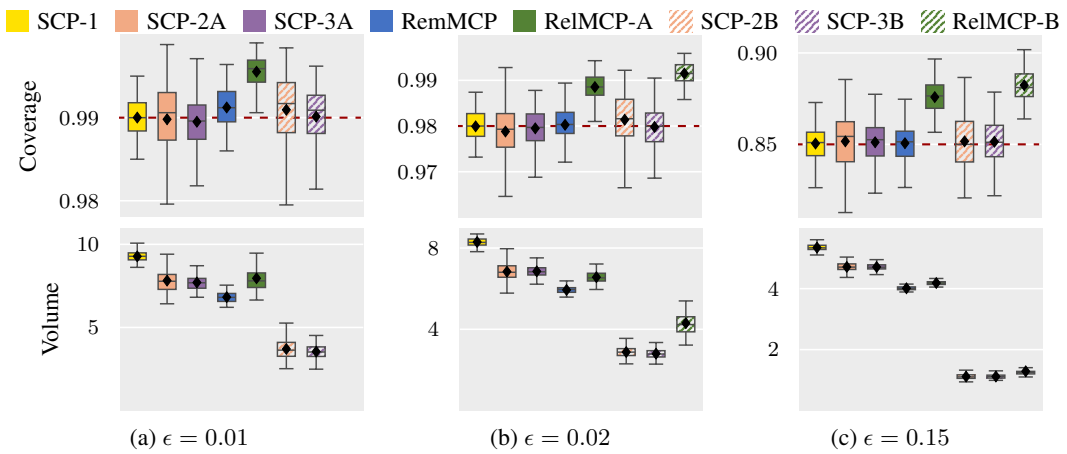 SCP-1 SCP-2A SCP-3A RemMCP RelMCP-A SCP-2B SCP-3B RelMCP-B
Coverage
0.99
0.98
0.99
0.98
0.97
0.90
0.85
Volume
10
5
8
4
4
2
(a) ϵ = 0.01
(b) ϵ = 0.02
(c) ϵ = 0.15